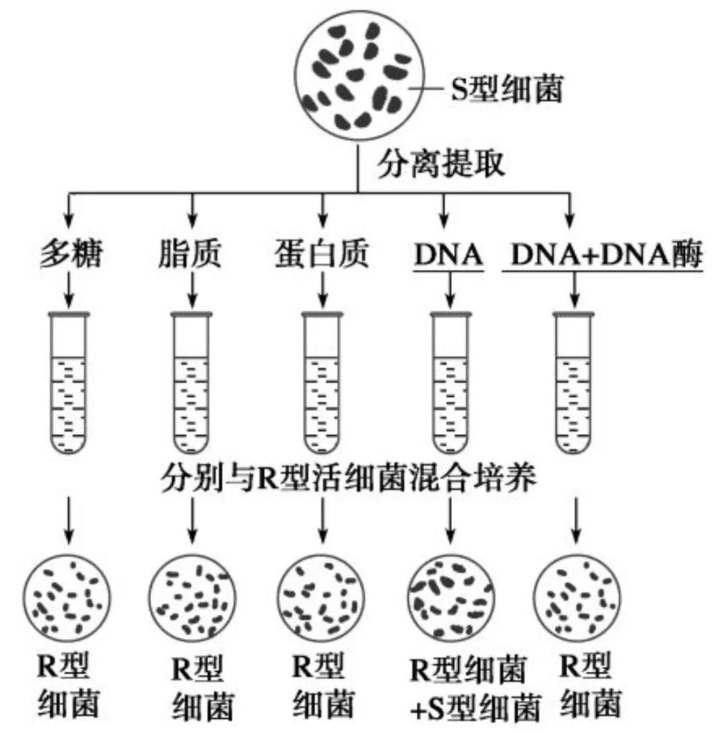 S型细菌
分离提取
多糖 脂质 蛋白质 DNA DNA+DNA酶
分别与R型活细菌混合培养
R型 R型 R型 R型细菌 R型
细菌 细菌 细菌 +S型细菌 细菌